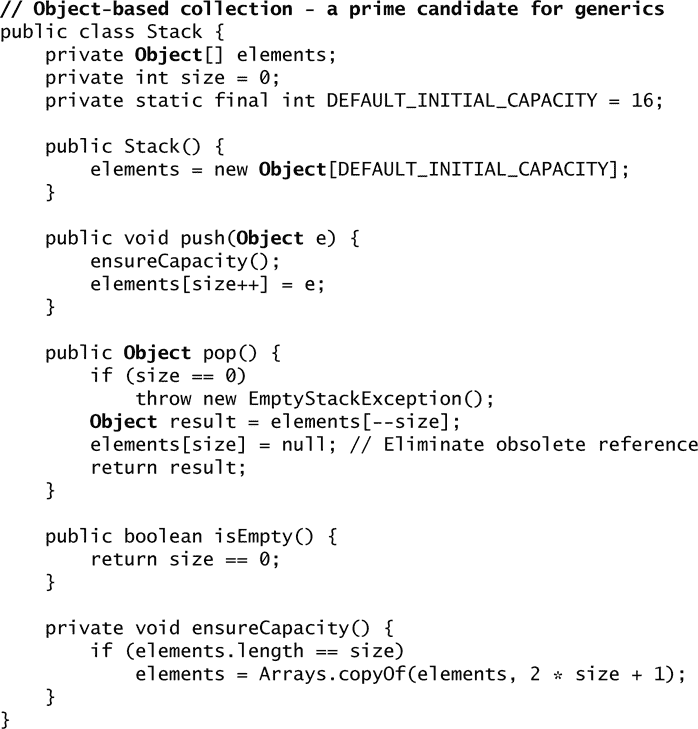 // Object-based collection - a prime candidate for generics
public class Stack {
    private Object[] elements;
    private int size = 0;
    private static final int DEFAULT_INITIAL_CAPACITY = 16;

    public Stack() {
        elements = new Object[DEFAULT_INITIAL_CAPACITY];
    }

    public void push(Object e) {
        ensureCapacity();
        elements[size++] = e;
    }

    public Object pop() {
        if (size == 0)
            throw new EmptyStackException();
        Object result = elements[--size];
        elements[size] = null; // Eliminate obsolete reference
        return result;
    }

    public boolean isEmpty() {
        return size == 0;
    }

    private void ensureCapacity() {
        if (elements.length == size)
            elements = Arrays.copyOf(elements, 2 * size + 1);
    }
}